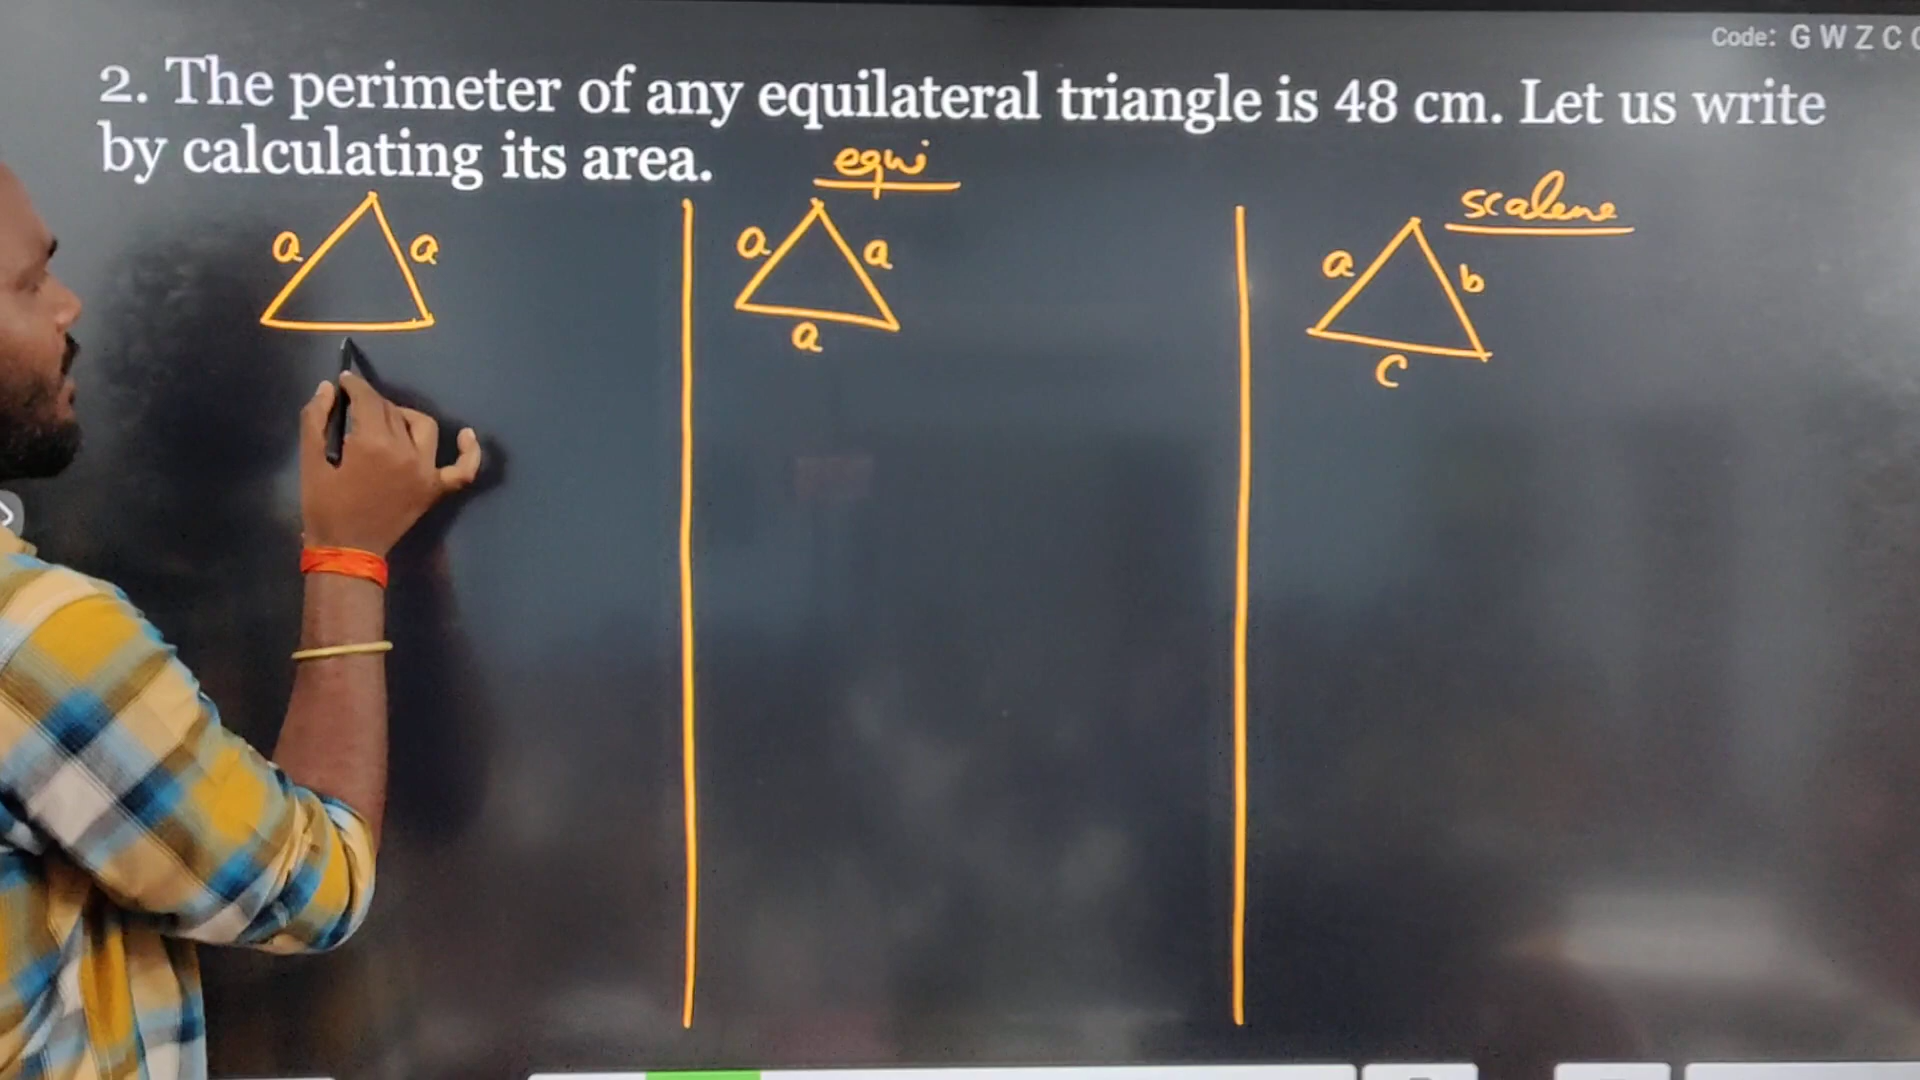 Code: G W Z C
2. The perimeter of any equilateral triangle is 48 cm. Let us write
by calculating its area.
equi
scalene
a a
a a
a
a b
c